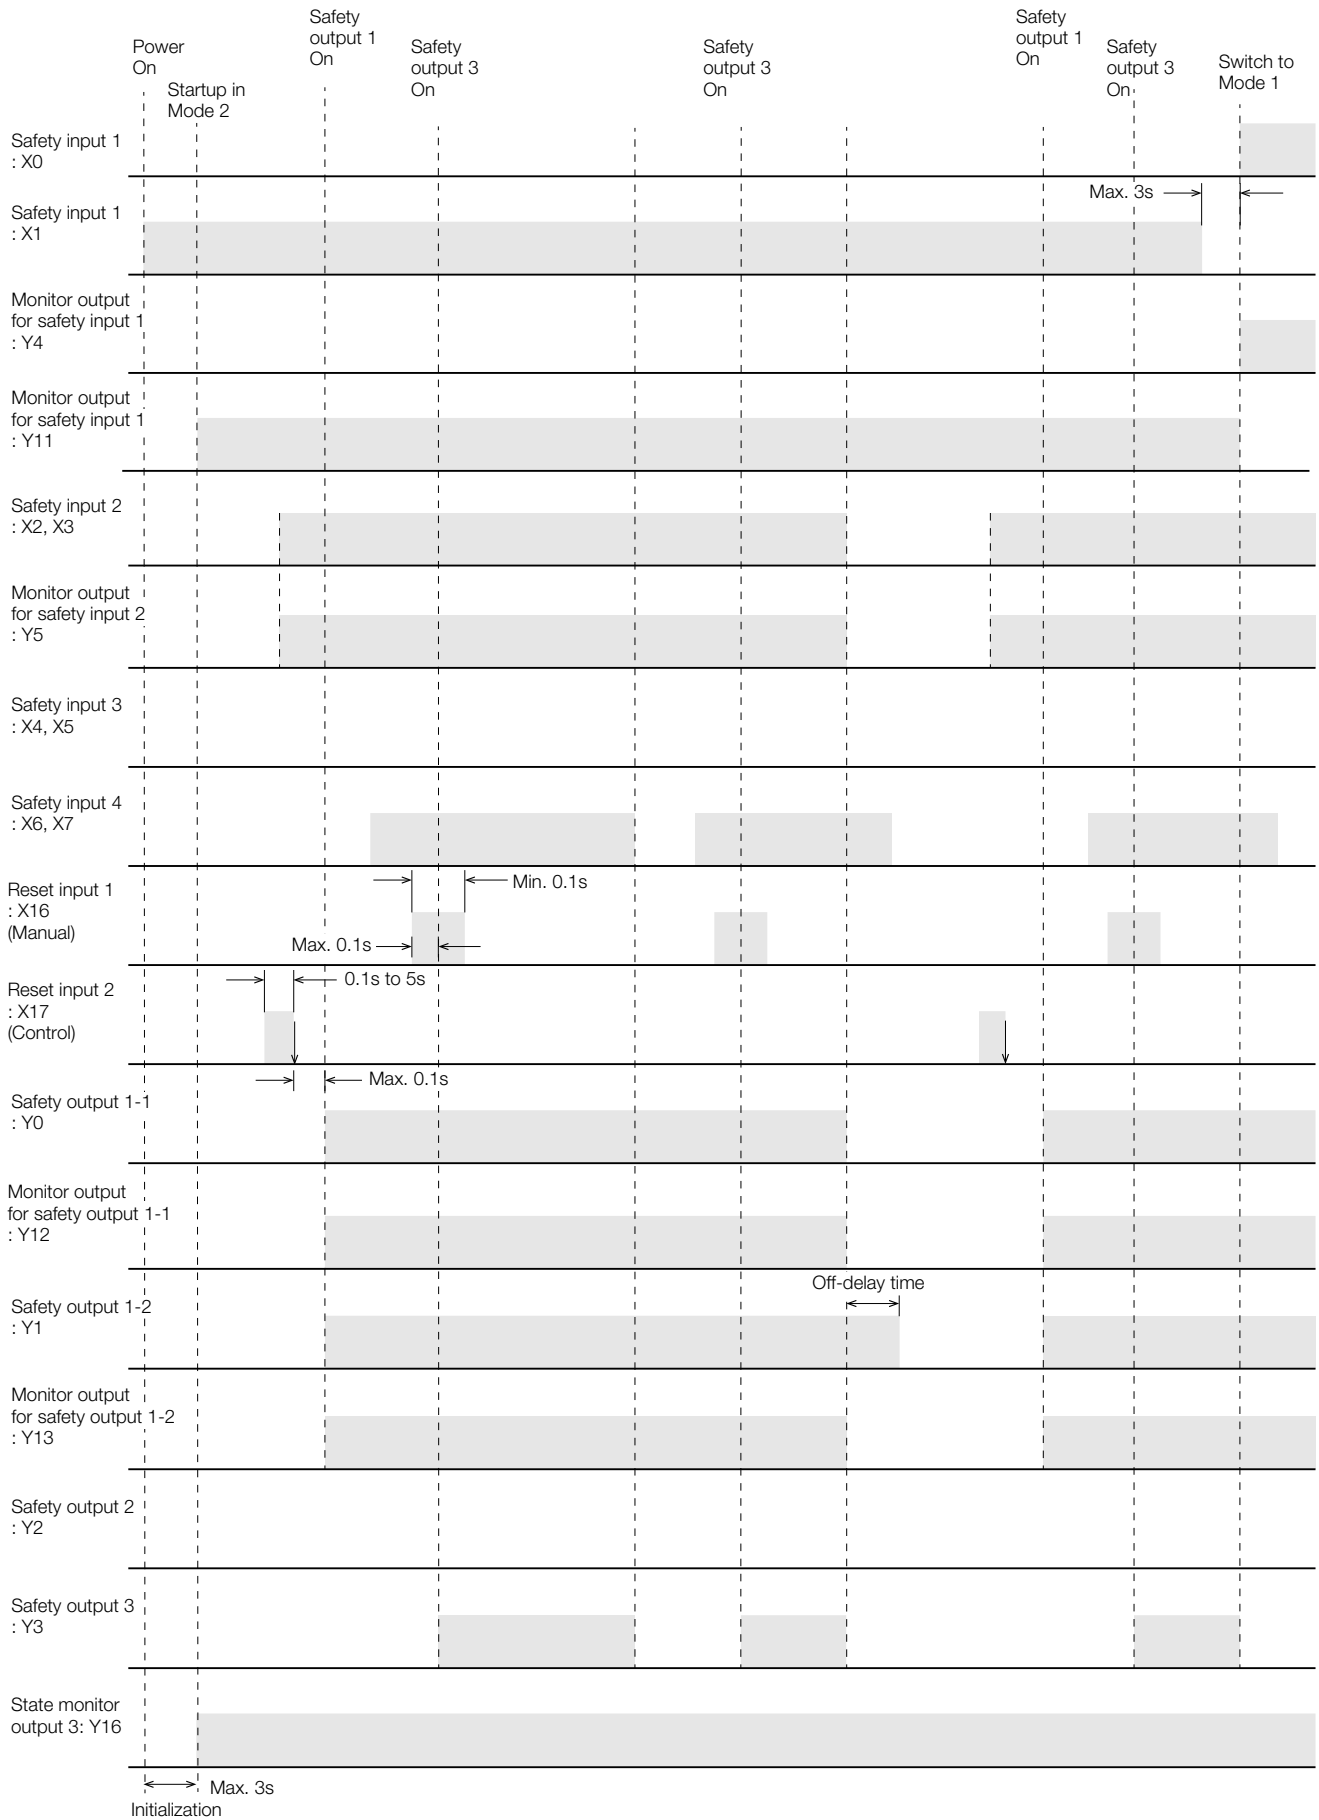 Power
On
Startup in
Mode 2
Safety
output 1
On
Safety
output 3
On
Safety
output 3
On
Safety
output 1
On
Safety
output 3
On
Switch to
Mode 1
Safety input 1
: X0
Max. 3s
Safety input 1
: X1
Monitor output
for safety input 1
: Y4
Monitor output
for safety input 1
: Y11
Safety input 2
: X2, X3
Monitor output
for safety input 2
: Y5
Safety input 3
: X4, X5
Safety input 4
: X6, X7
Reset input 1
: X16
(Manual)
Min. 0.1s
Max. 0.1s
Reset input 2
: X17
(Control)
0.1s to 5s
Max. 0.1s
Safety output 1-1
: Y0
Monitor output
for safety output 1-1
: Y12
Off-delay time
Safety output 1-2
: Y1
Monitor output
for safety output 1-2
: Y13
Safety output 2
: Y2
Safety output 3
: Y3
State monitor
output 3: Y16
Max. 3s
Initialization